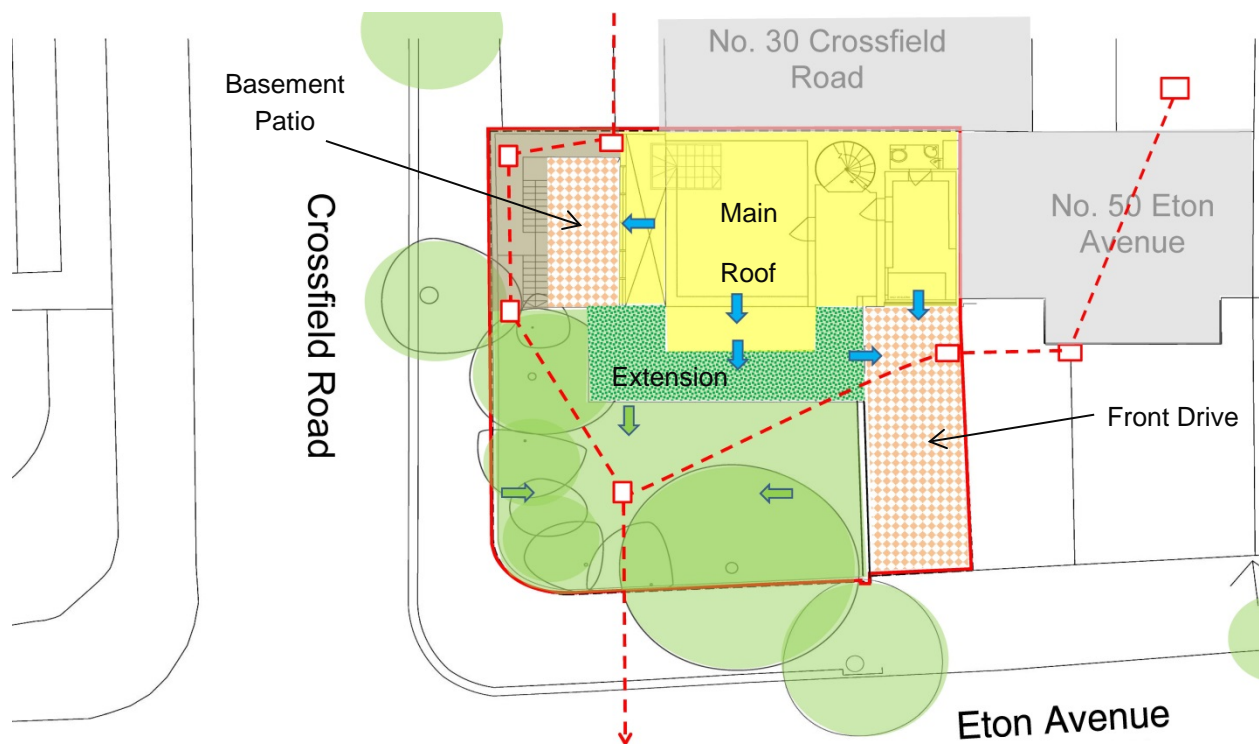 No. 30 Crossfield
Road
Basement
Patio
Crossfield Road
Main
Roof
No. 50 Eton
Avenue
Extension
Front Drive
Eton Avenue